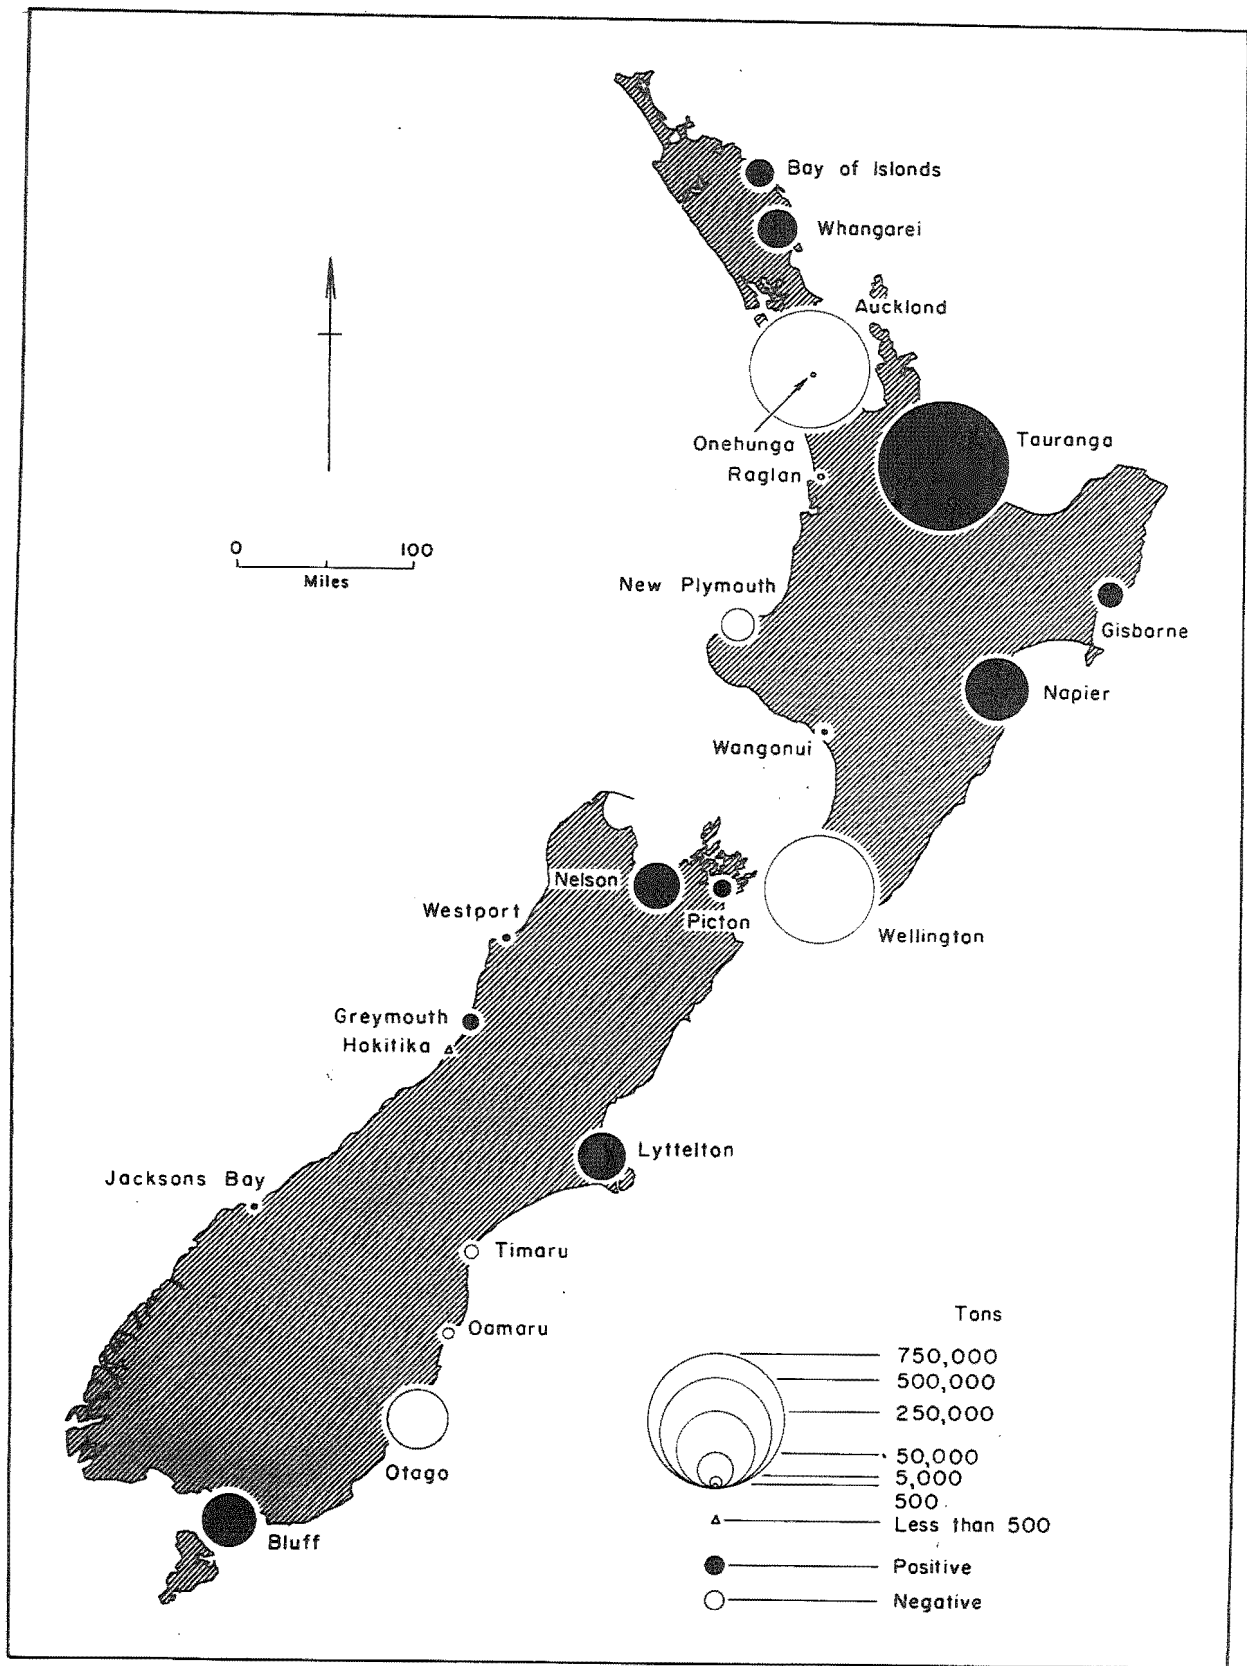 Bay of Islonds
Whangarei
Auckland
Onehunga
Tauranga
Raglan
0 100
Miles
New Plymouth
Gisborne
Napier
Wanganui
Nelson
Picton
Westport
Wellington
Greymouth
Hokitika
Lyttelton
Jacksons Bay
Timaru
Oamaru
Otago
Bluff
Tons
750,000
500,000
250,000
50,000
5,000
500
Less than 500
Positive
Negative